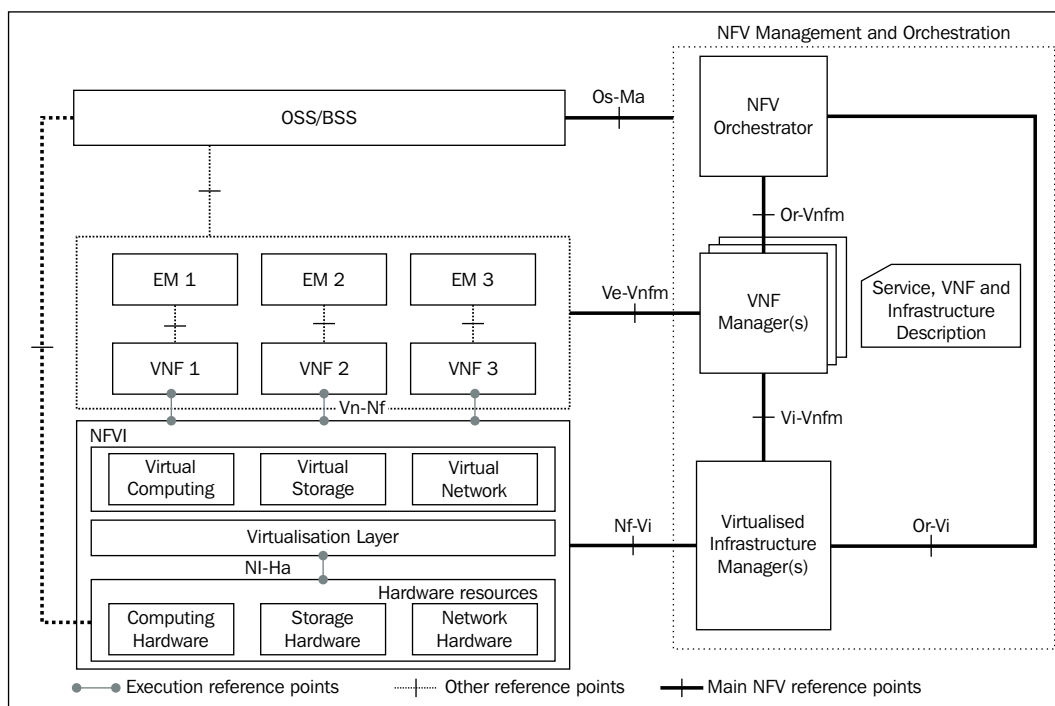 NFV Management and Orchestration
OSS/BSS
Os-Ma
NFV
Orchestrator
Or-Vnfm
EM 1
EM 2
EM 3
Ve-Vnfm
VNF
Manager(s)
Service, VNF and
Infrastructure
Description
VNF 1
VNF 2
VNF 3
Vn-Nf
Vi-Vnfm
NFVI
Virtual
Computing
Virtual
Storage
Virtual
Network
Virtualisation Layer
Nf-Vi
Virtualised
Infrastructure
Manager(s)
Or-Vi
NI-Ha
Hardware resources
Computing
Hardware
Storage
Hardware
Network
Hardware
Execution reference points
Other reference points
Main NFV reference points